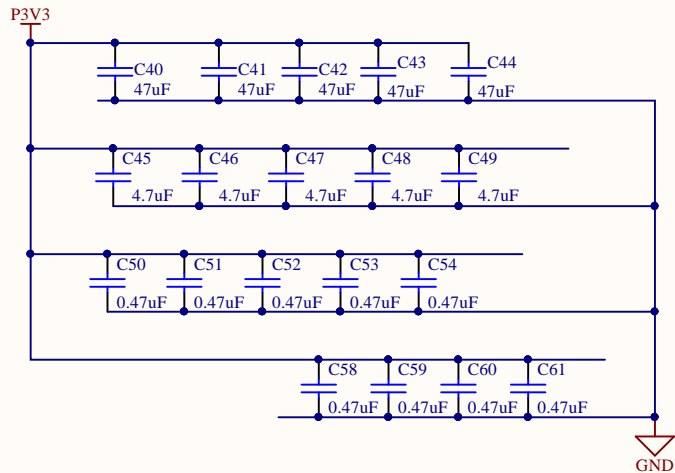 P3V3
C40 C41 C42 C43 C44
47uF 47uF 47uF 47uF 47uF
C45 C46 C47 C48 C49
4.7uF 4.7uF 4.7uF 4.7uF 4.7uF
C50 C51 C52 C53 C54
0.47uF 0.47uF 0.47uF 0.47uF 0.47uF
C58 C59 C60 C61
0.47uF 0.47uF 0.47uF 0.47uF
GND